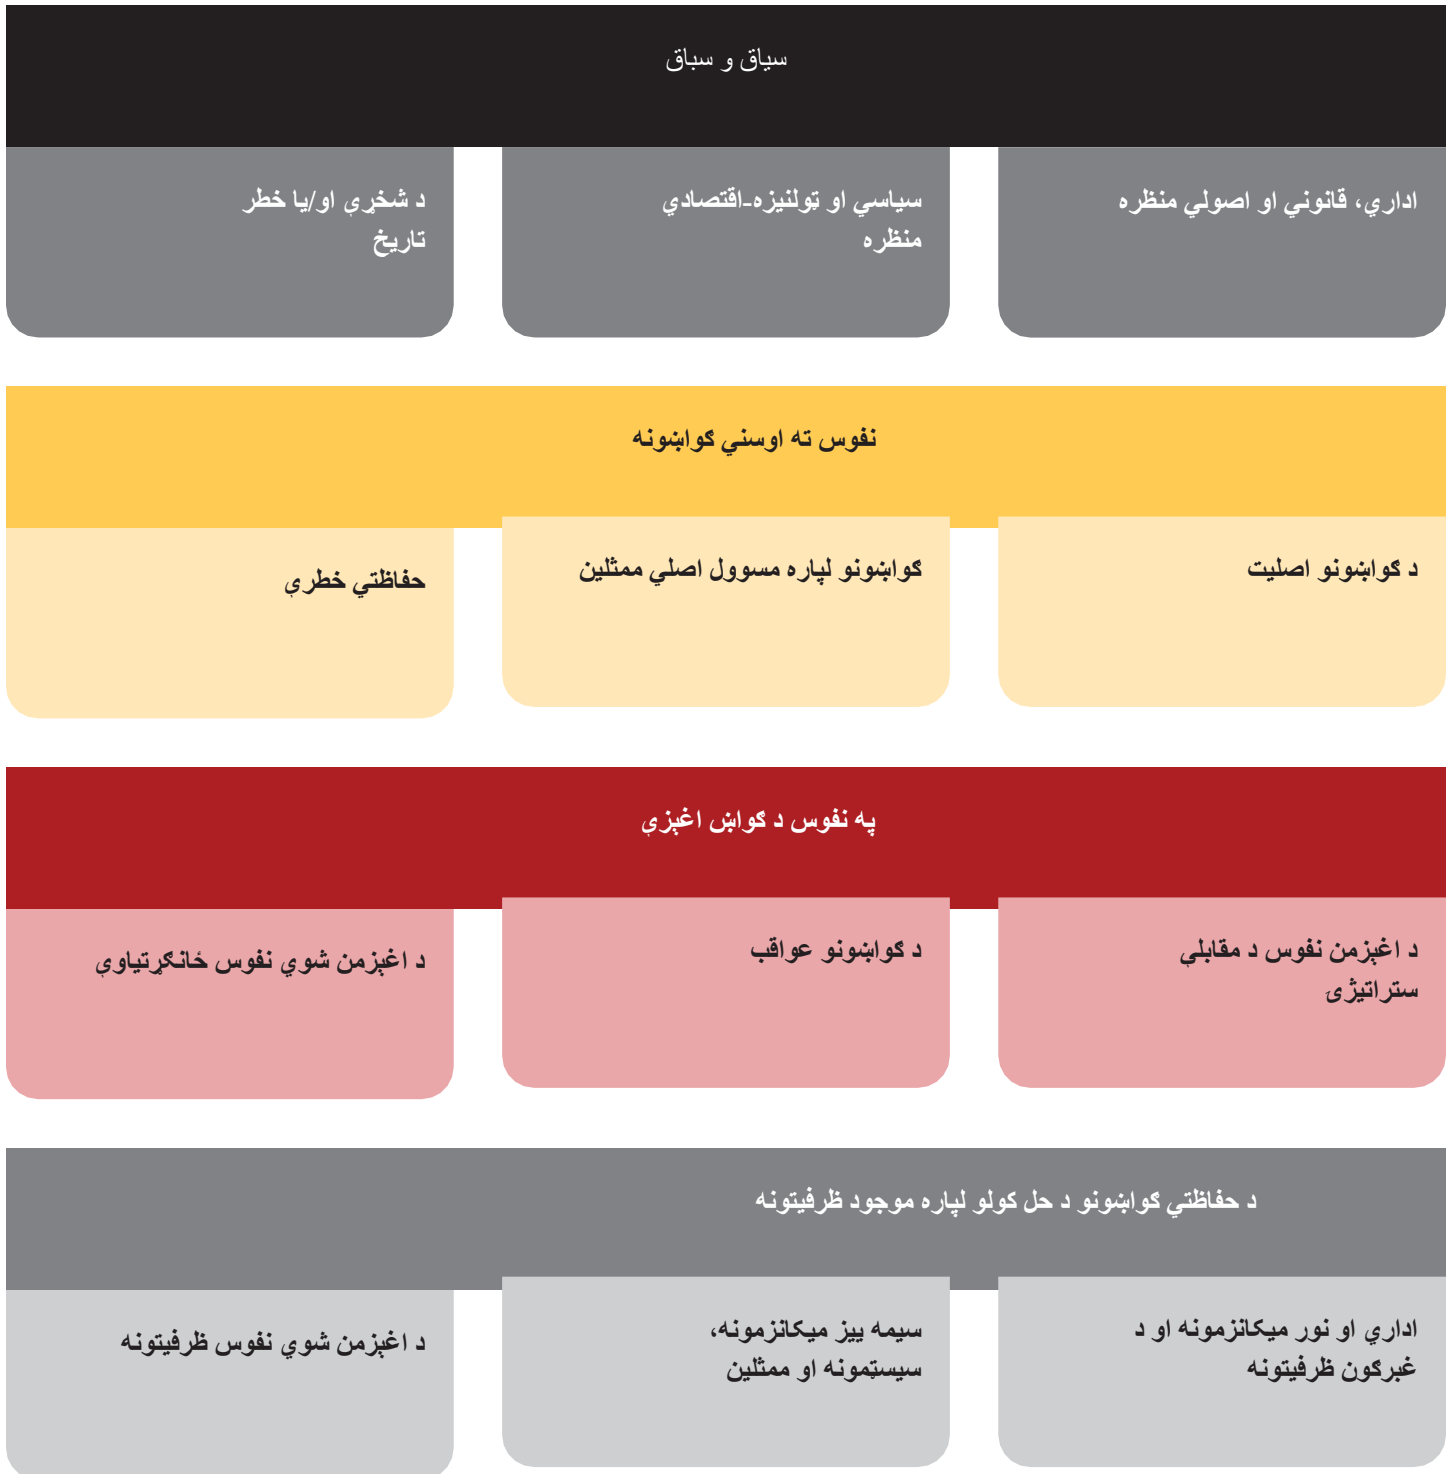 سیاق و سباق
اداري، قانوني او اصولي منظره
سیاسي او ټولنیزه-اقتصادي
منظره
د شخړې او/یا خطر
تاریخ
نفوس ته اوسني ګواښونه
د ګواښونو اصلیت
ګواښونو لپاره مسوول اصلي ممثلین
حفاظتي خطرې
په نفوس د ګواښ اغېزې
د اغېزمن نفوس د مقابلې
ستراتیژۍ
د ګواښونو عواقب
د اغېزمن شوي نفوس ځانګړتیاوې
د حفاظتي ګواښونو د حل کولو لپاره موجود ظرفیتونه
اداري او نور میکانزمونه او د
غبرګون ظرفیتونه
سیمه ییز میکانزمونه،
سیسټمونه او ممثلین
د اغېزمن شوي نفوس ظرفیتونه